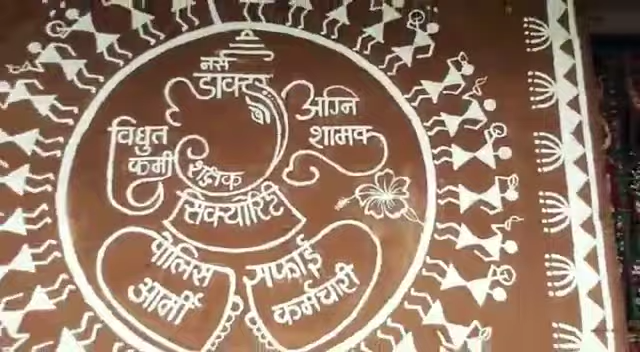 नर्स
डाक्टर
अग्नि
शामक
विधुत
कर्मी
शिक्षक
सिक्योरिटी
पोलिस
आर्मी
सफाई
कर्मचारी